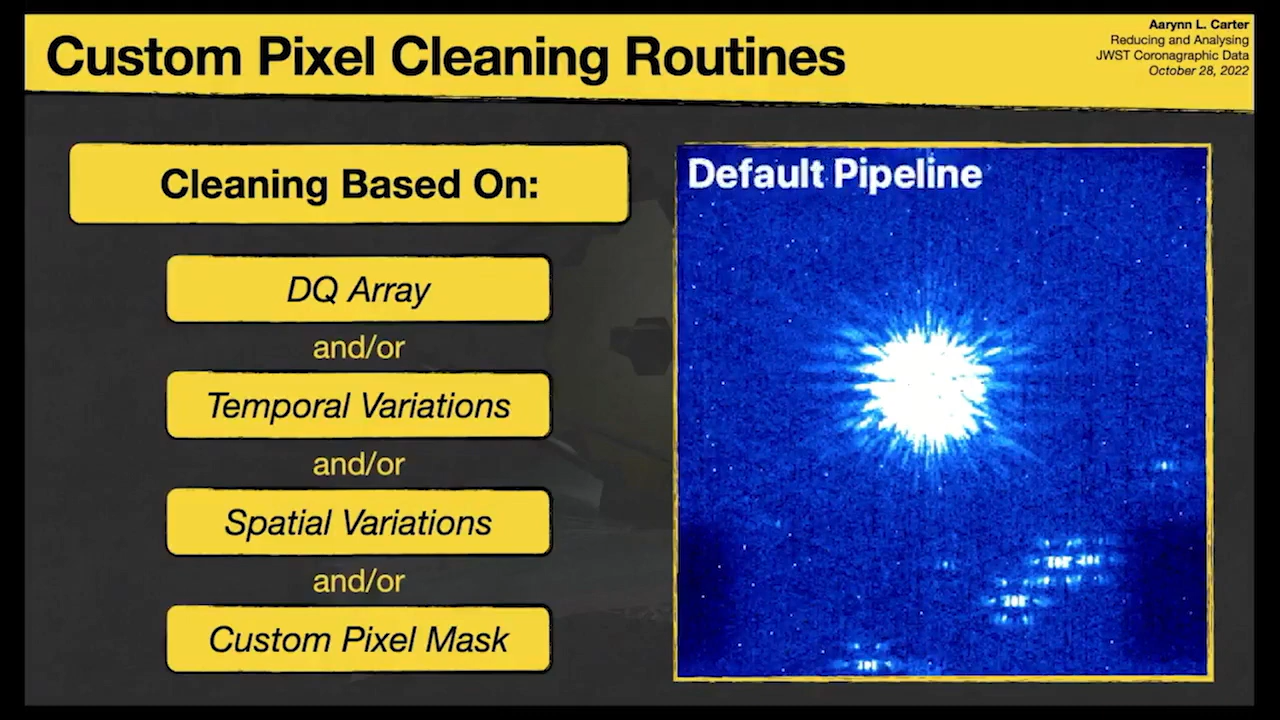 Custom Pixel Cleaning Routines
Aarynn L. Carter
Reducing and Analysing
JWST Coronagraphic Data
October 28, 2022
Cleaning Based On:
DQ Array
and/or
Temporal Variations
and/or
Spatial Variations
and/or
Custom Pixel Mask
Default Pipeline